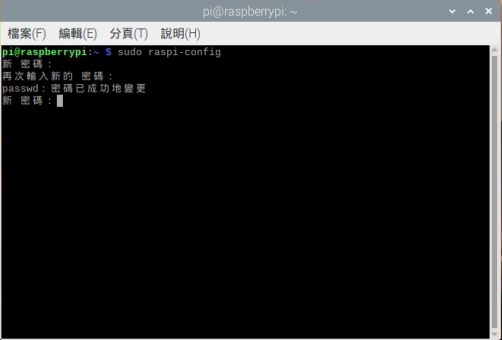 pi@raspberrypi: ~
檔案(F) 編輯(E) 分頁(T) 說明(H)
pi@raspberrypi:~ $ sudo raspi-config
新 密碼：
再次輸入新的 密碼：
passwd：密碼已成功地變更
新 密碼：